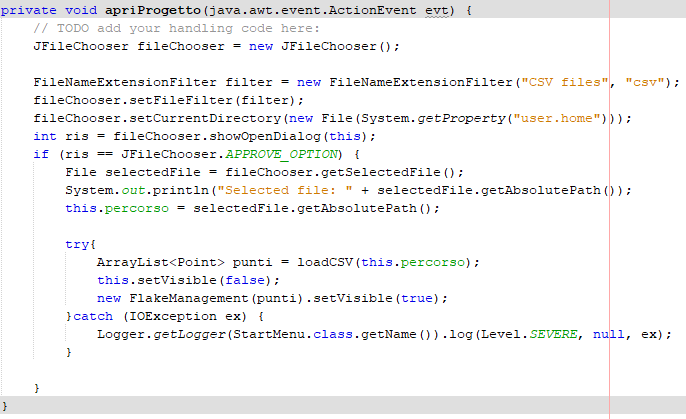 private void apriProgetto(java.awt.event.ActionEvent evt) {
// TODO add your handling code here:
JFileChooser fileChooser = new JFileChooser();
FileNameExtensionFilter filter = new FileNameExtensionFilter("CSV files", "csv");
fileChooser.setFileFilter(filter);
fileChooser.setCurrentDirectory(new File(System.getProperty("user.home")));
int ris = fileChooser.showOpenDialog(this);
if (ris == JFileChooser.APPROVE_OPTION) {
File selectedFile = fileChooser.getSelectedFile();
System.out.println("Selected file: " + selectedFile.getAbsolutePath());
this.percorso = selectedFile.getAbsolutePath();
try{
ArrayList<Point> punti = loadCSV(this.percorso);
this.setVisible(false);
new FlakeManagement(punti).setVisible(true);
}catch (IOException ex) {
Logger.getLogger(StartMenu.class.getName()).log(Level.SEVERE, null, ex);
}
}
}